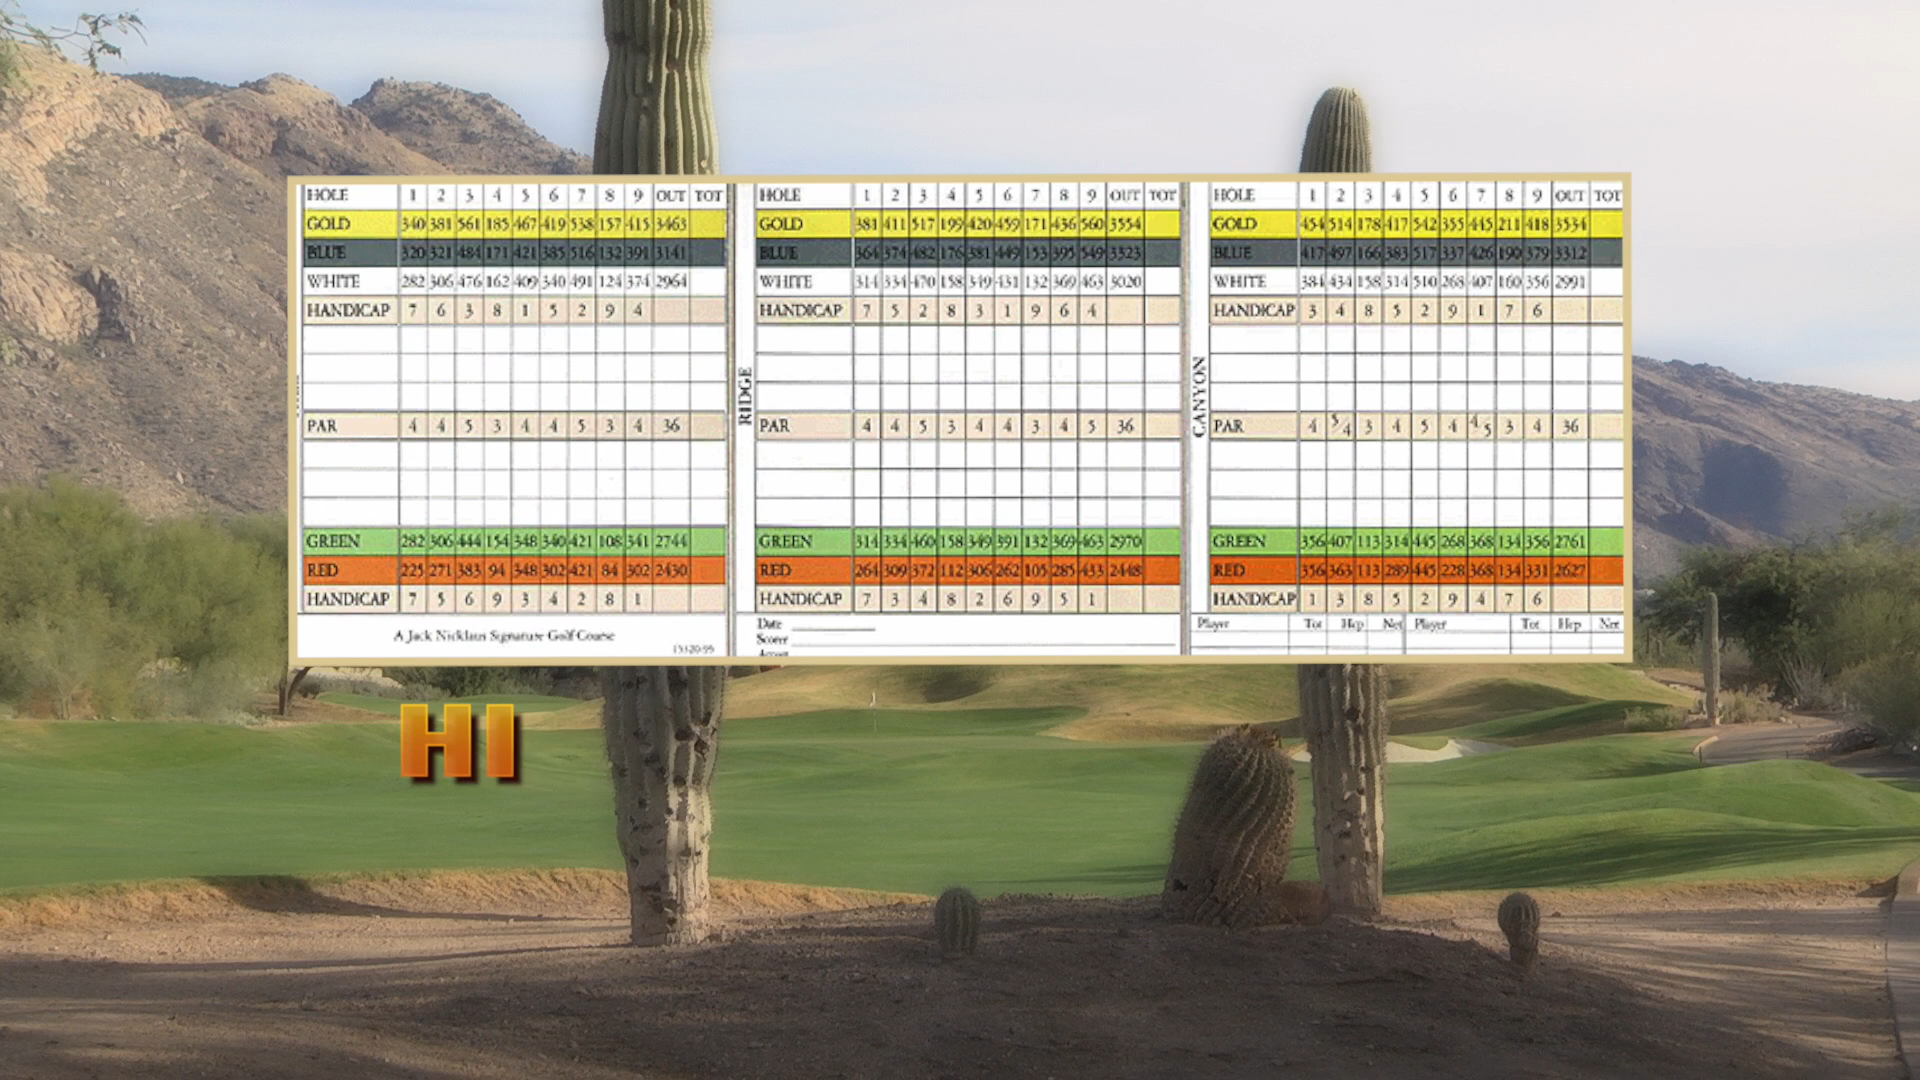 HOLE 1 2 3 4 5 6 7 8 9 OUT TOT
GOLD 340 381 561 185 467 419 538 157 415 3463
BLUE 320 321 484 171 421 385 516 132 391 3141
WHITE 282 306 476 162 409 340 491 124 374 2964
HANDICAP 7 6 3 8 1 5 2 9 4
PAR 4 4 5 3 4 4 5 3 4 36
GREEN 282 306 444 154 348 340 421 108 341 2744
RED 225 271 383 94 348 302 421 84 302 2430
HANDICAP 7 5 6 9 3 4 2 8 1
A Jack Nicklaus Signature Golf Course
RIDGE
HOLE 1 2 3 4 5 6 7 8 9 OUT TOT
GOLD 381 411 517 199 420 459 171 436 560 3554
BLUE 364 374 482 176 381 449 153 395 549 3323
WHITE 314 334 470 158 349 431 132 369 463 3020
HANDICAP 7 5 2 8 3 1 9 6 4
PAR 4 4 5 3 4 4 3 4 5 36
GREEN 314 334 460 158 349 391 132 369 463 2970
RED 264 309 372 112 306 262 105 285 433 2448
HANDICAP 7 3 4 8 2 6 9 5 1
Date
Scorer
CANYON
HOLE 1 2 3 4 5 6 7 8 9 OUT TOT
GOLD 454 514 178 417 542 355 445 211 418 3534
BLUE 417 497 166 383 517 337 426 190 379 3312
WHITE 384 434 158 314 510 268 407 160 356 2991
HANDICAP 3 4 8 5 2 9 1 7 6
PAR 4 5/4 3 4 5 4 4/5 3 4 36
GREEN 356 407 113 314 445 268 368 134 356 2761
RED 356 363 113 289 445 228 368 134 331 2627
HANDICAP 1 3 8 5 2 9 4 7 6
Player Tot Hcp Net Player Tot Hcp Net
HI